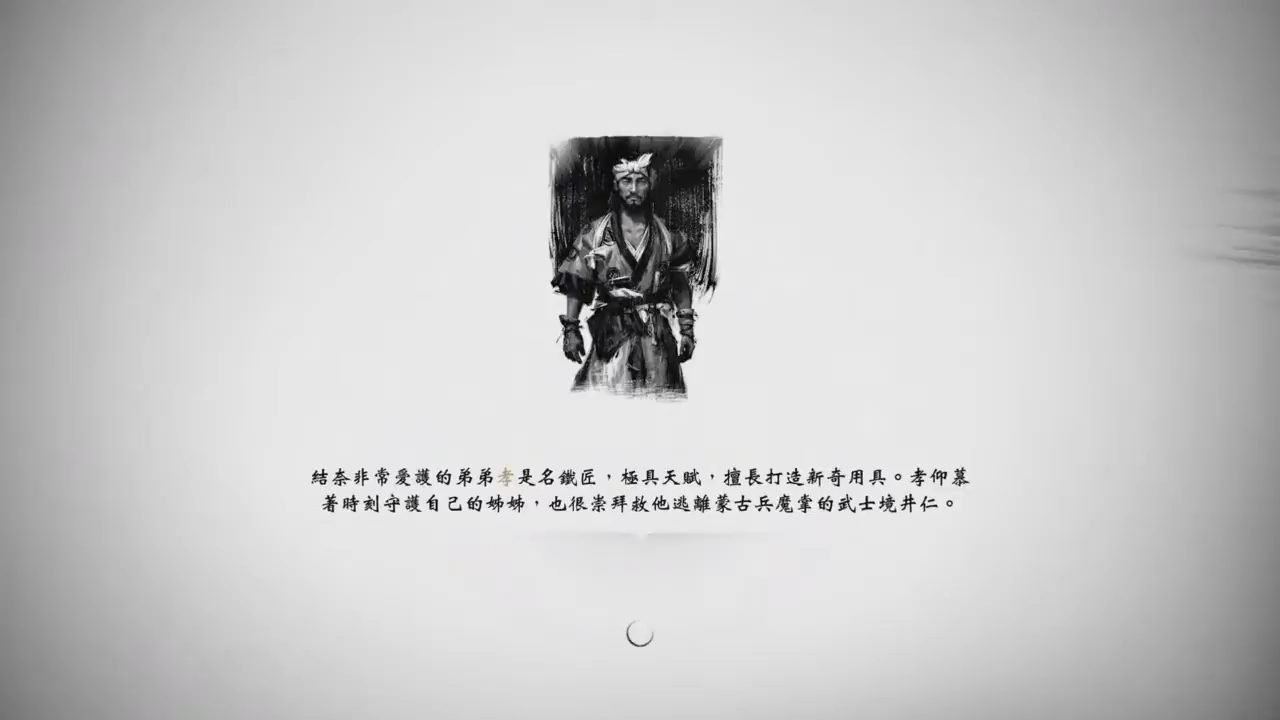 結奈非常愛護的弟弟孝是名鐵匠，極具天賦，擅長打造新奇用具。孝仰慕
著時刻守護自己的姊姊，也很崇拜救他逃離蒙古兵魔掌的武士境井仁。